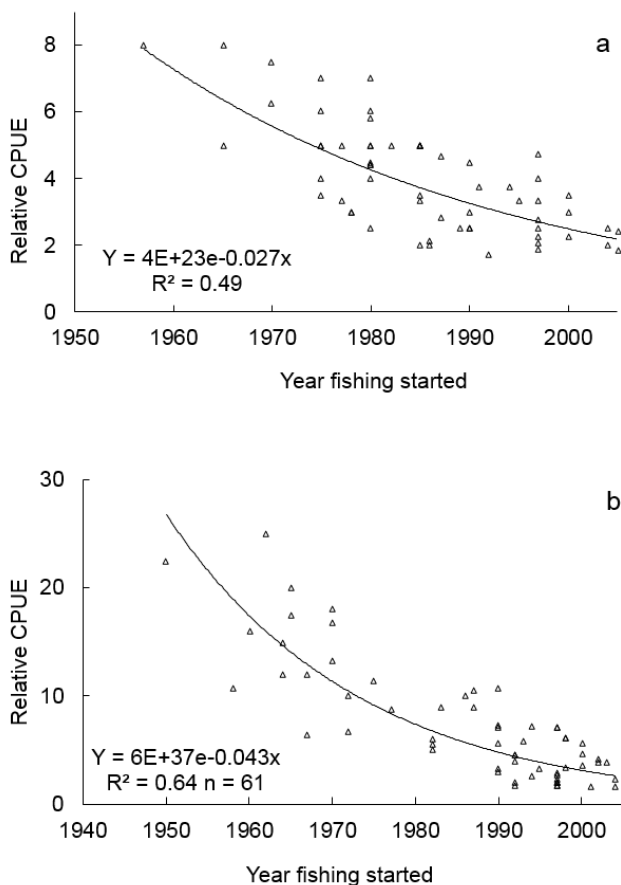 a
8
6
4
2
0
Relative CPUE
Y = 4E+23e-0.027x
R² = 0.49
1950 1960 1970 1980 1990 2000
Year fishing started
b
30
20
10
0
Relative CPUE
Y = 6E+37e-0.043x
R² = 0.64 n = 61
1940 1950 1960 1970 1980 1990 2000
Year fishing started